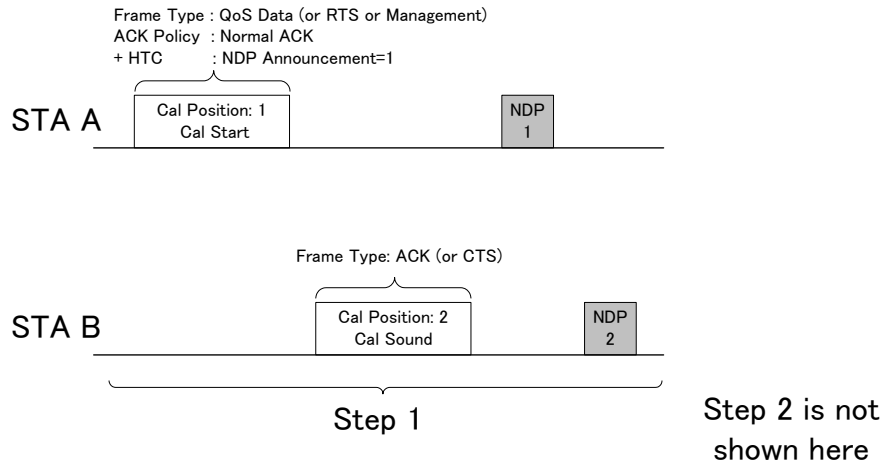 Frame Type : QoS Data (or RTS or Management)
ACK Policy : Normal ACK
+ HTC : NDP Announcement=1
STA A
Cal Position: 1
Cal Start
NDP
1
Frame Type: ACK (or CTS)
STA B
Cal Position: 2
Cal Sound
NDP
2
Step 1
Step 2 is not
shown here